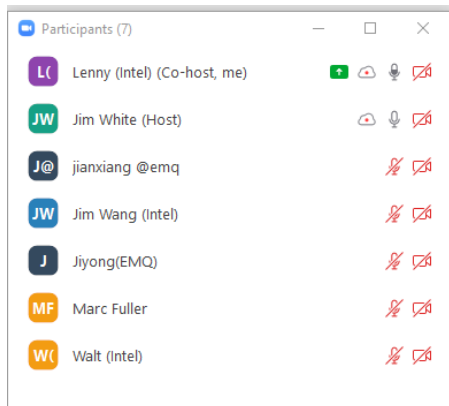 Participants (7)
L( Lenny (Intel) (Co-host, me)
JW Jim White (Host)
J@ jianxiang @emq
JW Jim Wang (Intel)
J Jiyong(EMQ)
MF Marc Fuller
W( Walt (Intel)